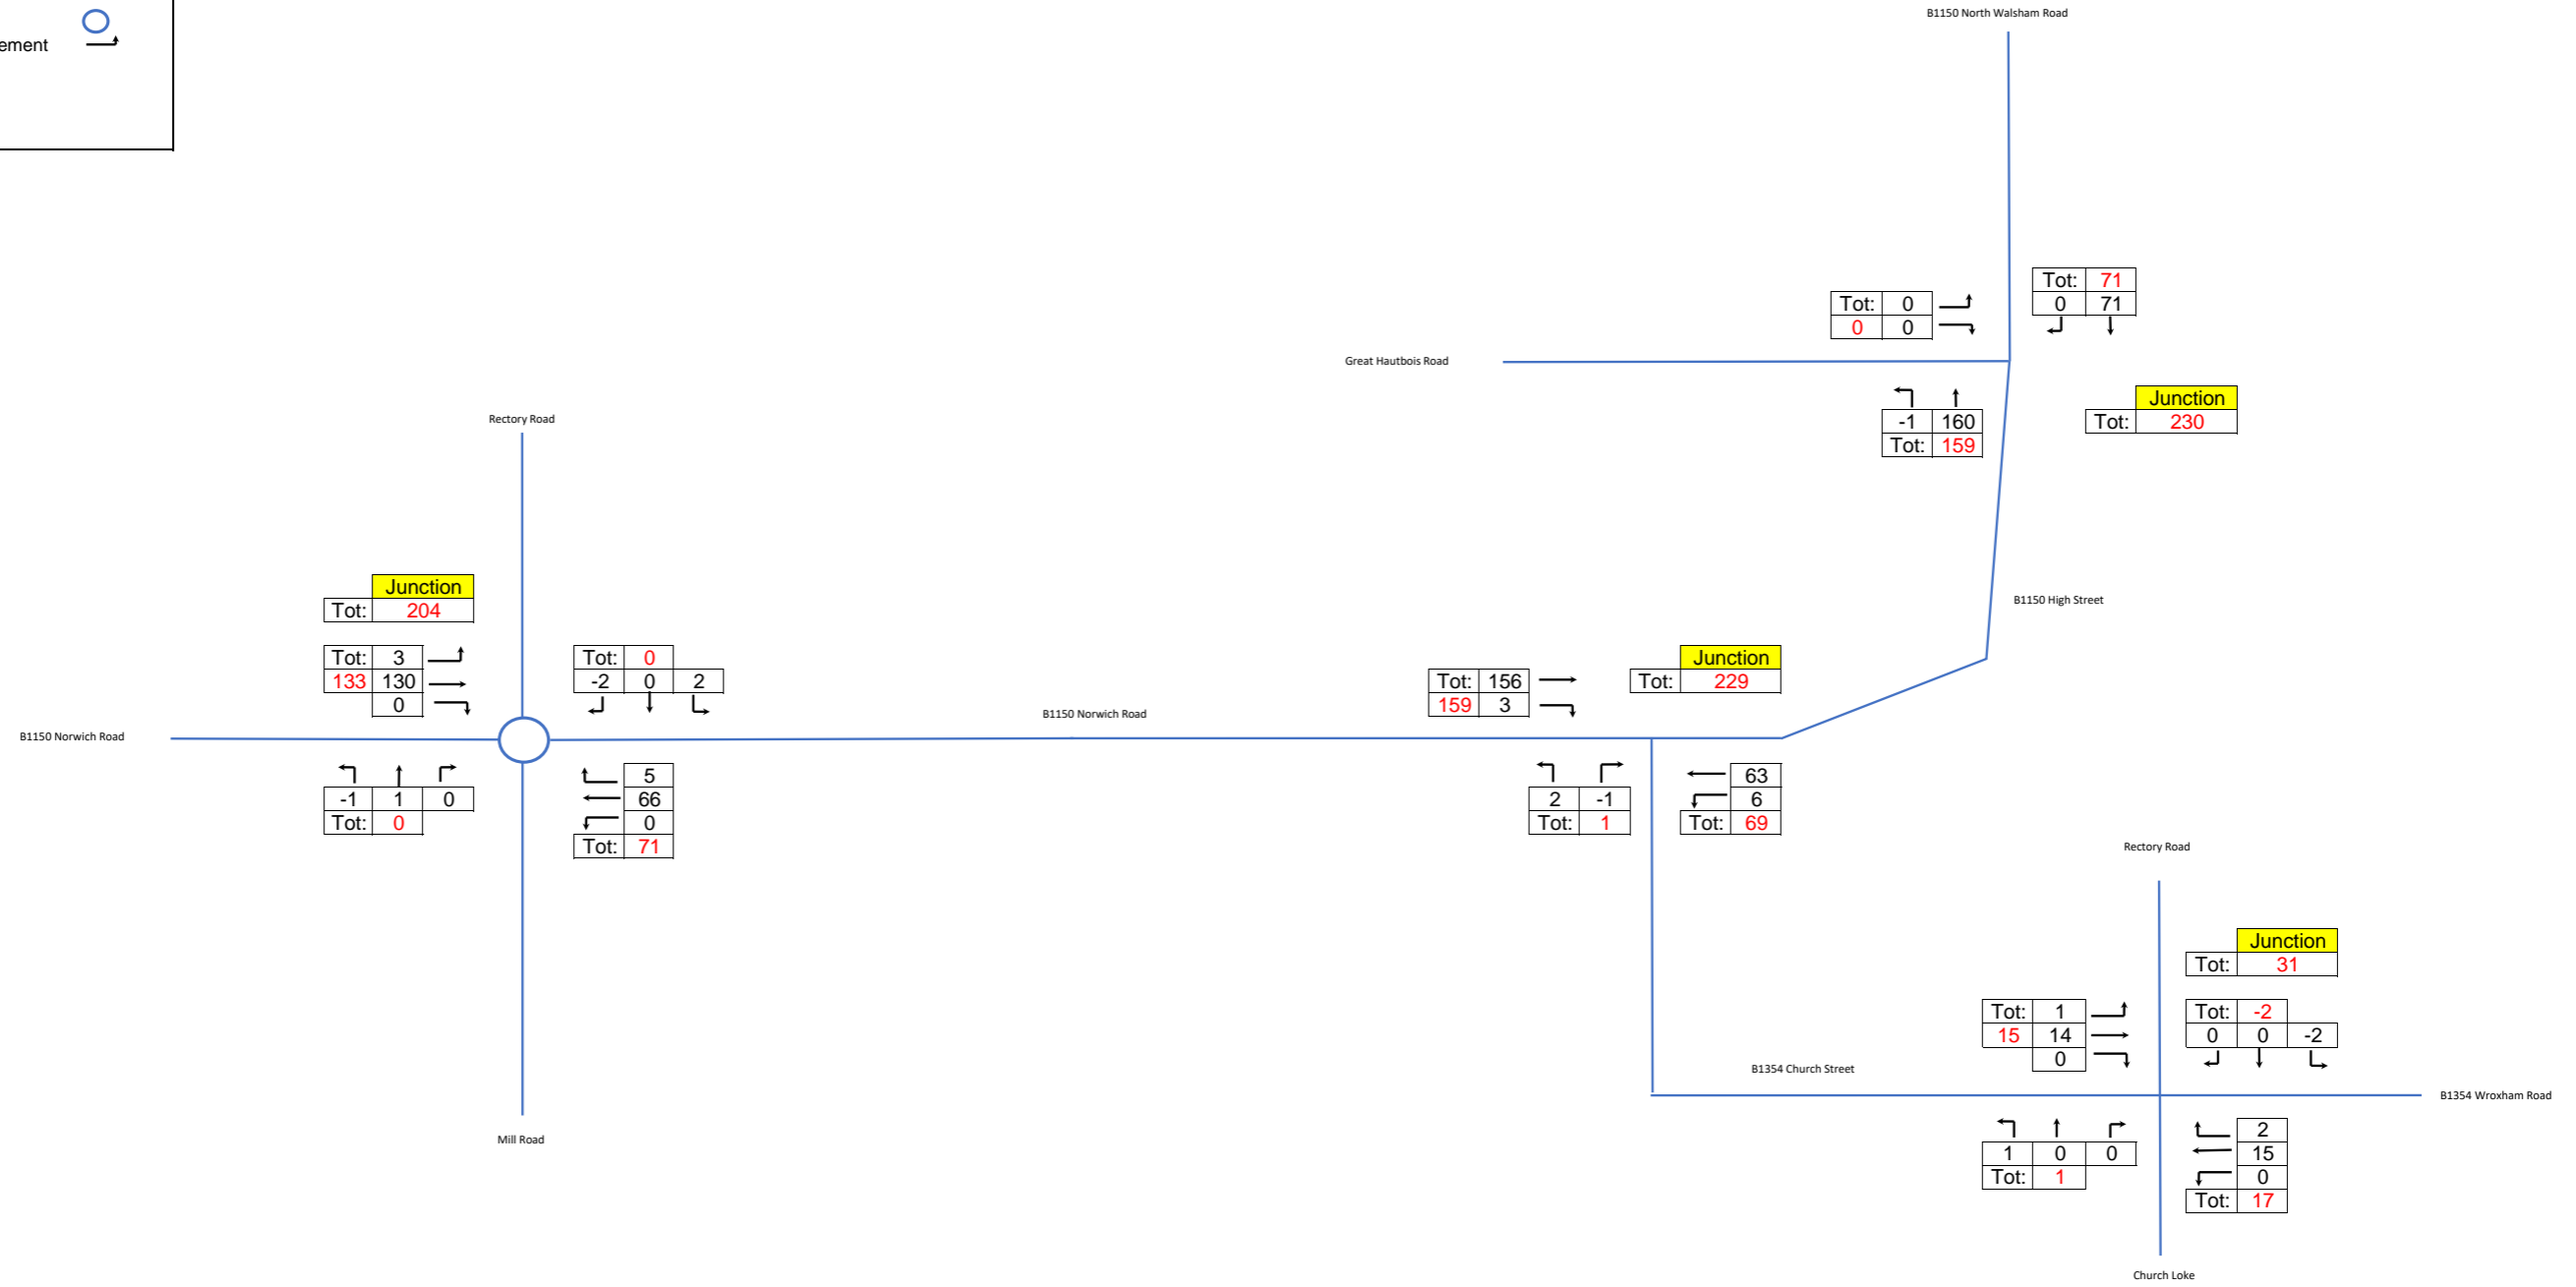 ement
B1150 North Walsham Road
Tot: 71
0 71
Tot: 0
0 0
Great Hautbois Road
Junction
Tot: 230
-1 160
Tot: 159
Rectory Road
B1150 High Street
Junction
Tot: 204
Tot: 3
133 130
0
Tot: 0
-2 0 2
Junction
Tot: 229
Tot: 156
159 3
B1150 Norwich Road
B1150 Norwich Road
-1 1 0
Tot: 0
5
66
0
Tot: 71
2 -1
Tot: 1
63
6
Tot: 69
Rectory Road
Junction
Tot: 31
Tot: 1
15 14
0
Tot: -2
0 0 -2
B1354 Church Street
B1354 Wroxham Road
1 0 0
Tot: 1
2
15
0
Tot: 17
Mill Road
Church Loke